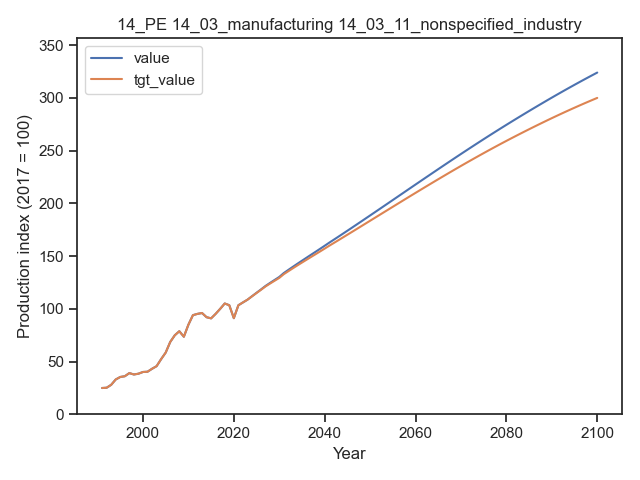 14_PE 14_03_manufacturing 14_03_11_nonspecified_industry
value
tgt_value
Production index (2017 = 100)
350
300
250
200
150
100
50
0
2000 2020 2040 2060 2080 2100
Year